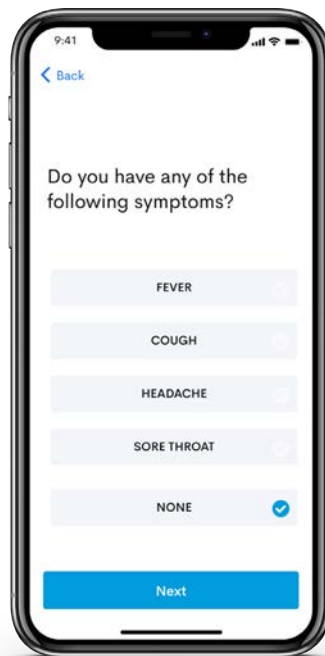 9:41
Back
Do you have any of the
following symptoms?
FEVER
COUGH
HEADACHE
SORE THROAT
NONE
Next